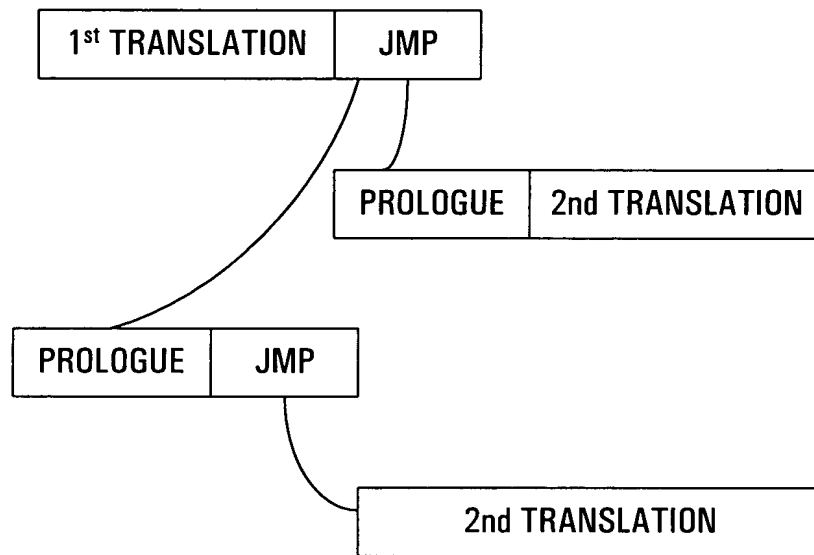 1st TRANSLATION JMP
PROLOGUE 2nd TRANSLATION
PROLOGUE JMP
2nd TRANSLATION